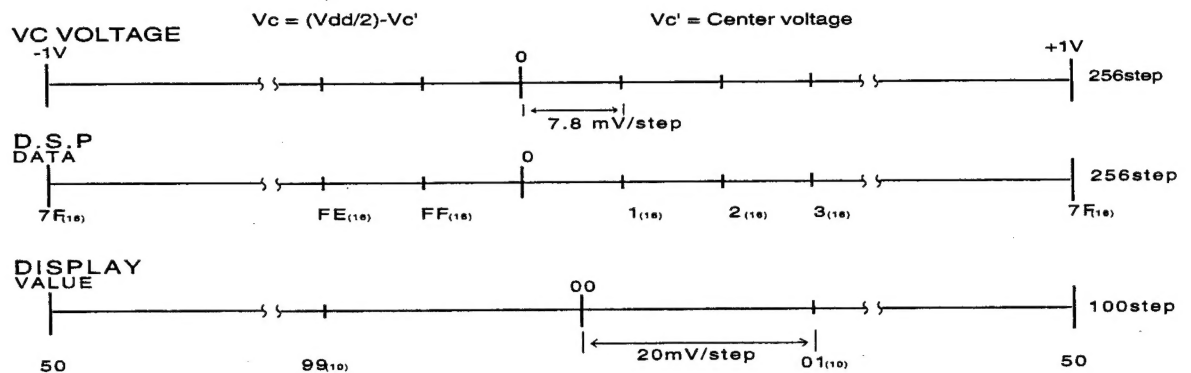 Vc = (Vdd/2)-Vc' Vc' = Center voltage
VC VOLTAGE
-1V 0 +1V
256step
7.8 mV/step
D.S.P
DATA
0
256step
7F(16) FE(16) FF(16) 1(16) 2(16) 3(16) 7F(16)
DISPLAY
VALUE
00
100step
20mV/step
50 99(10) 01(10) 50